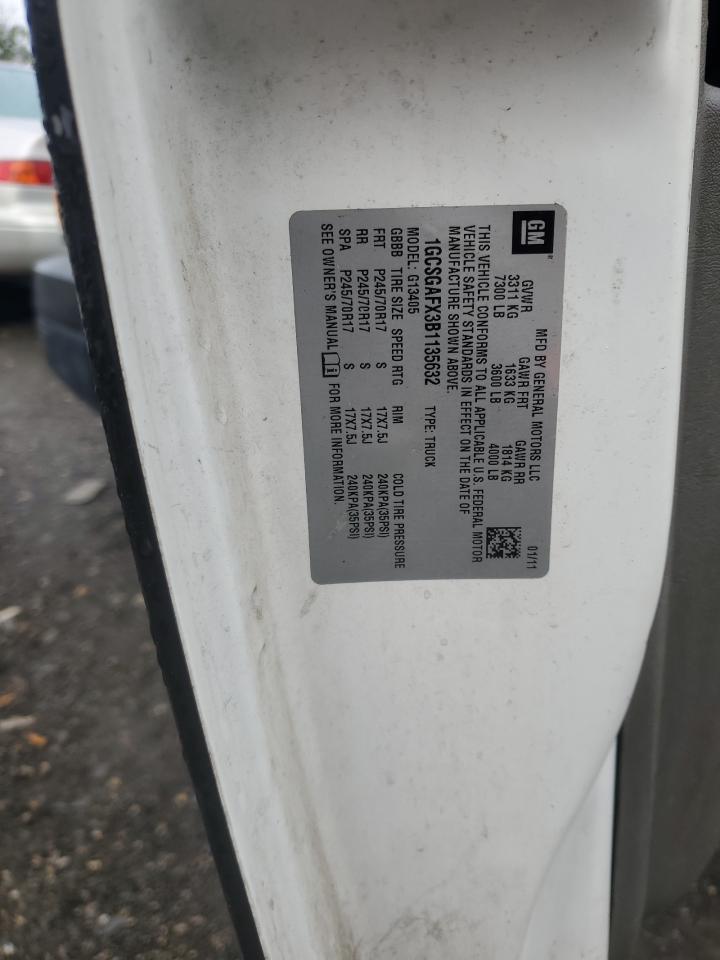 GM
MFD BY GENERAL MOTORS LLC 01/11
GVWR GAWR FRT GAWR RR
3311 KG 1633 KG 1814 KG
7300 LB 3600 LB 4000 LB
THIS VEHICLE CONFORMS TO ALL APPLICABLE U.S. FEDERAL MOTOR
VEHICLE SAFETY STANDARDS IN EFFECT ON THE DATE OF
MANUFACTURE SHOWN ABOVE.
1GCSGAFX3B1135632 TYPE: TRUCK
MODEL: G13405
GBBB TIRE SIZE SPEED RTG RIM COLD TIRE PRESSURE
FRT P245/70R17 S 17X7.5J 240KPA(35PSI)
RR P245/70R17 S 17X7.5J 240KPA(35PSI)
SPA P245/70R17 S 17X7.5J 240KPA(35PSI)
SEE OWNER'S MANUAL FOR MORE INFORMATION.